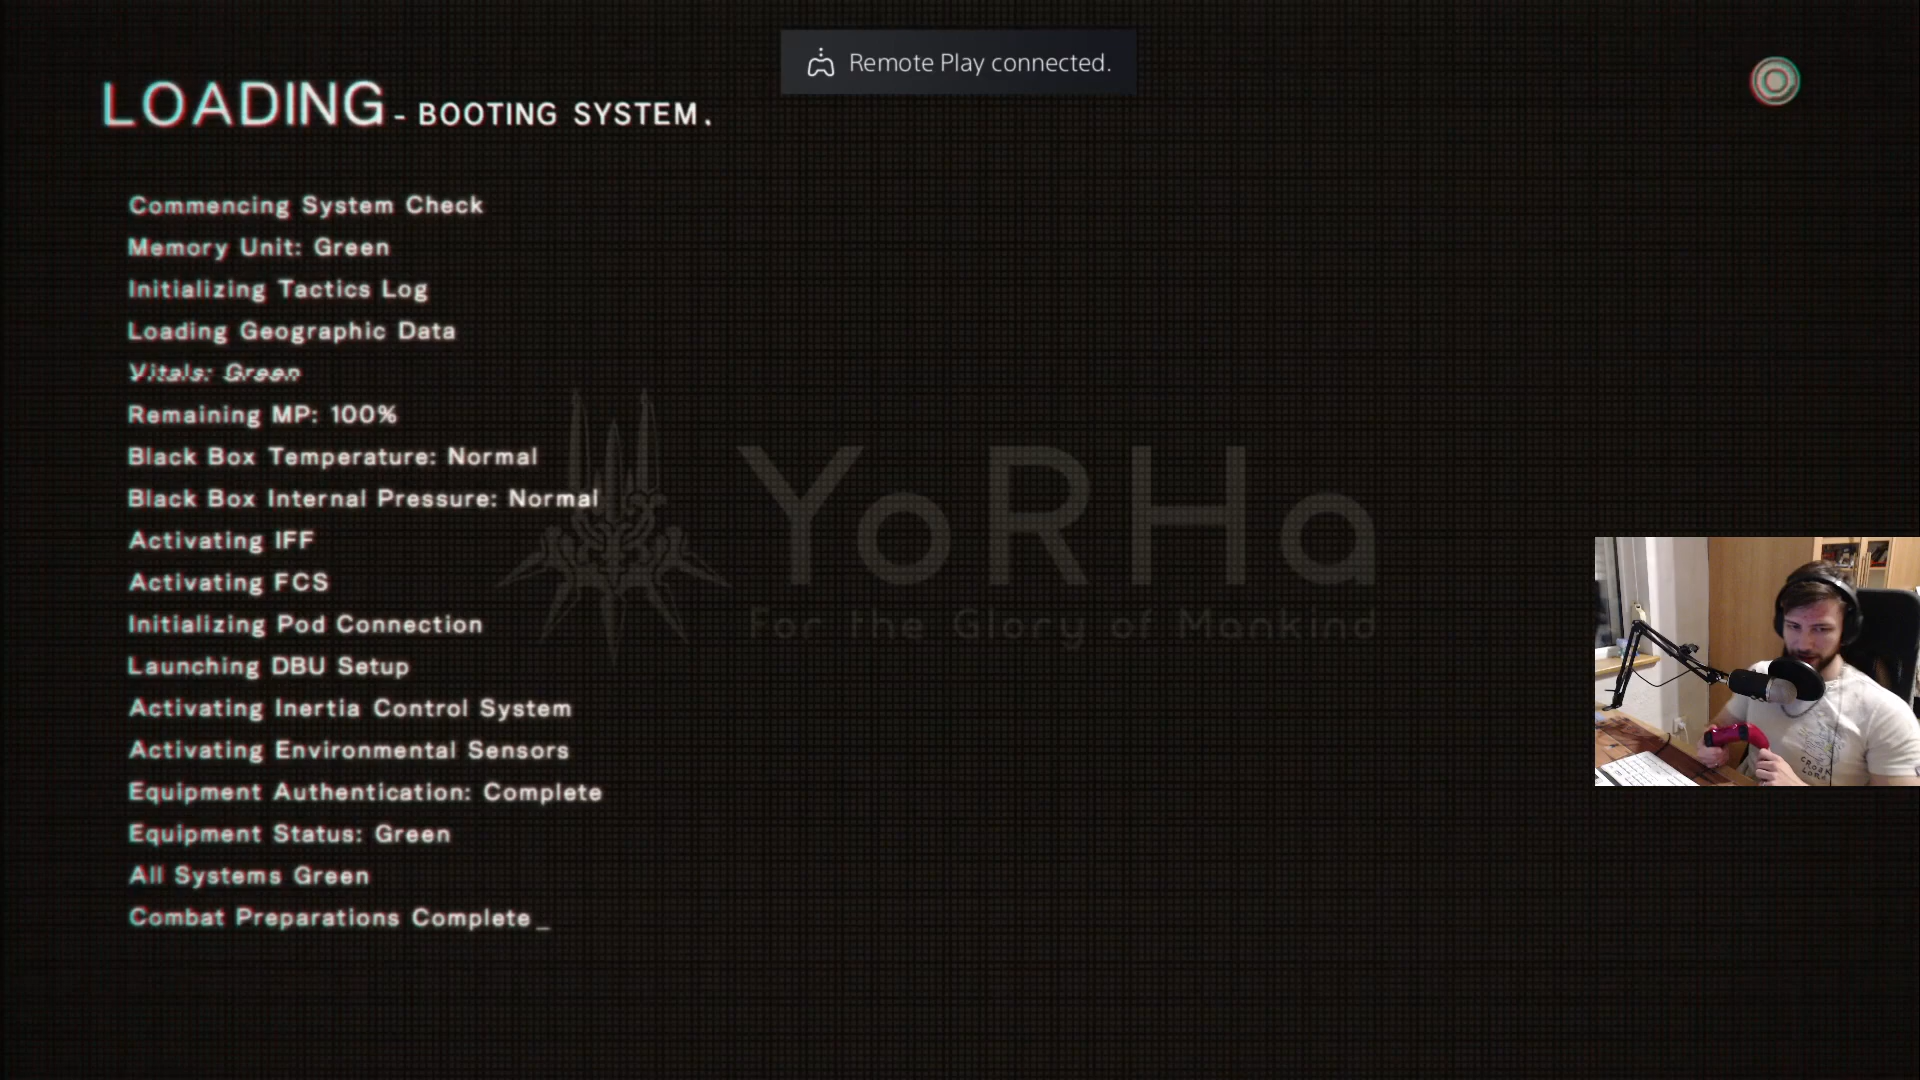 Remote Play connected.
LOADING - BOOTING SYSTEM.
Commencing System Check
Memory Unit: Green
Initializing Tactics Log
Loading Geographic Data
Vitals: Green
Remaining MP: 100%
Black Box Temperature: Normal
Black Box Internal Pressure: Normal
Activating IFF
Activating FCS
Initializing Pod Connection
Launching DBU Setup
Activating Inertia Control System
Activating Environmental Sensors
Equipment Authentication: Complete
Equipment Status: Green
All Systems Green
Combat Preparations Complete _
YoRHa
For the Glory of Mankind
CROAK